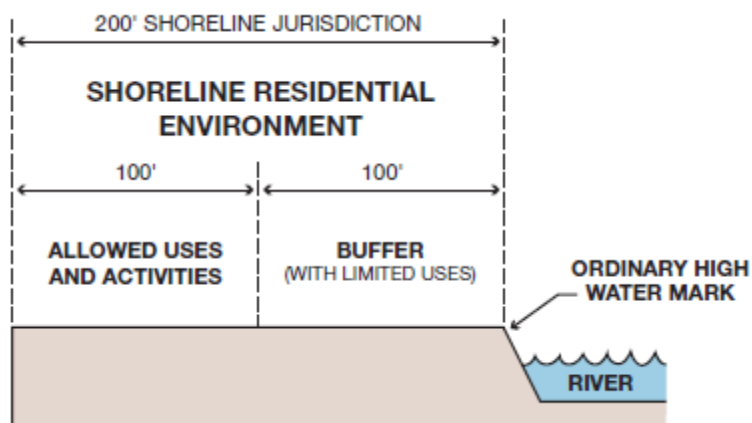 200' SHORELINE JURISDICTION
SHORELINE RESIDENTIAL
ENVIRONMENT
100'
100'
ALLOWED USES
AND ACTIVITIES
BUFFER
(WITH LIMITED USES)
ORDINARY HIGH
WATER MARK
RIVER